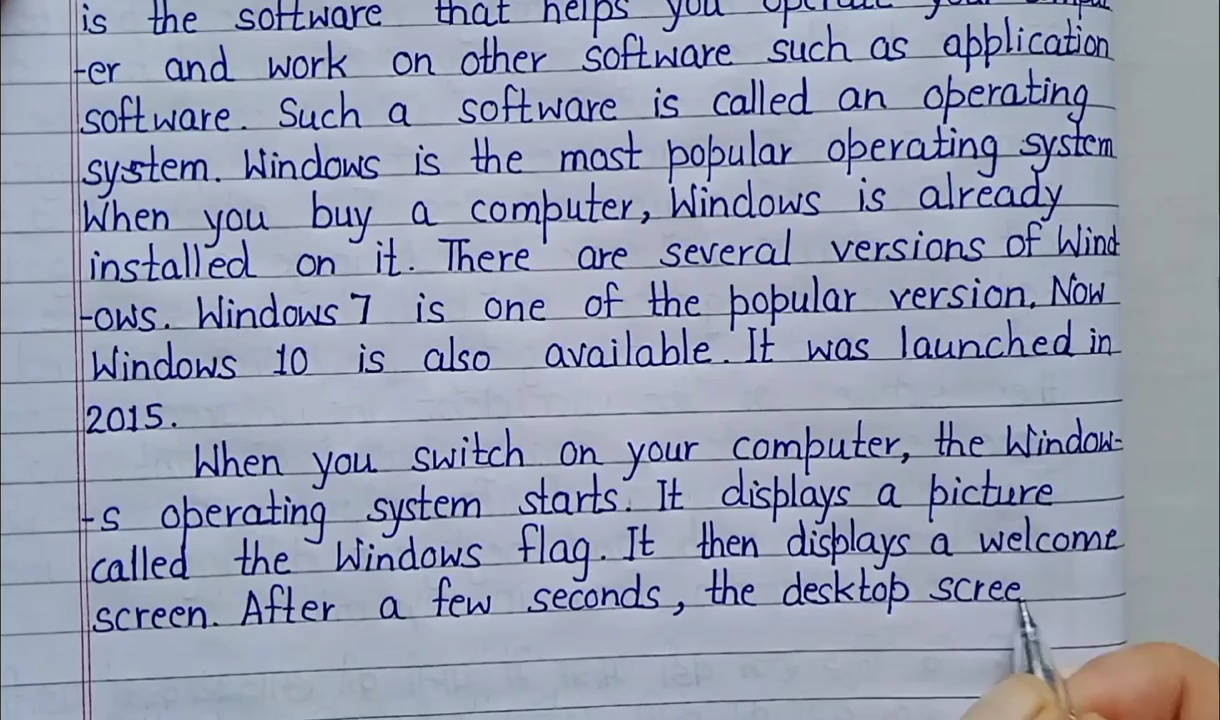 is the software that helps you operate your comput
-er and work on other software such as application
software. Such a software is called an operating
system. Windows is the most popular operating system
When you buy a computer, Windows is already
installed on it. There are several versions of Wind
-ows. Windows 7 is one of the popular version. Now
Windows 10 is also available. It was launched in
2015.
When you switch on your computer, the Window-
-s operating system starts. It displays a picture
called the Windows flag. It then displays a welcome
screen. After a few seconds, the desktop scree